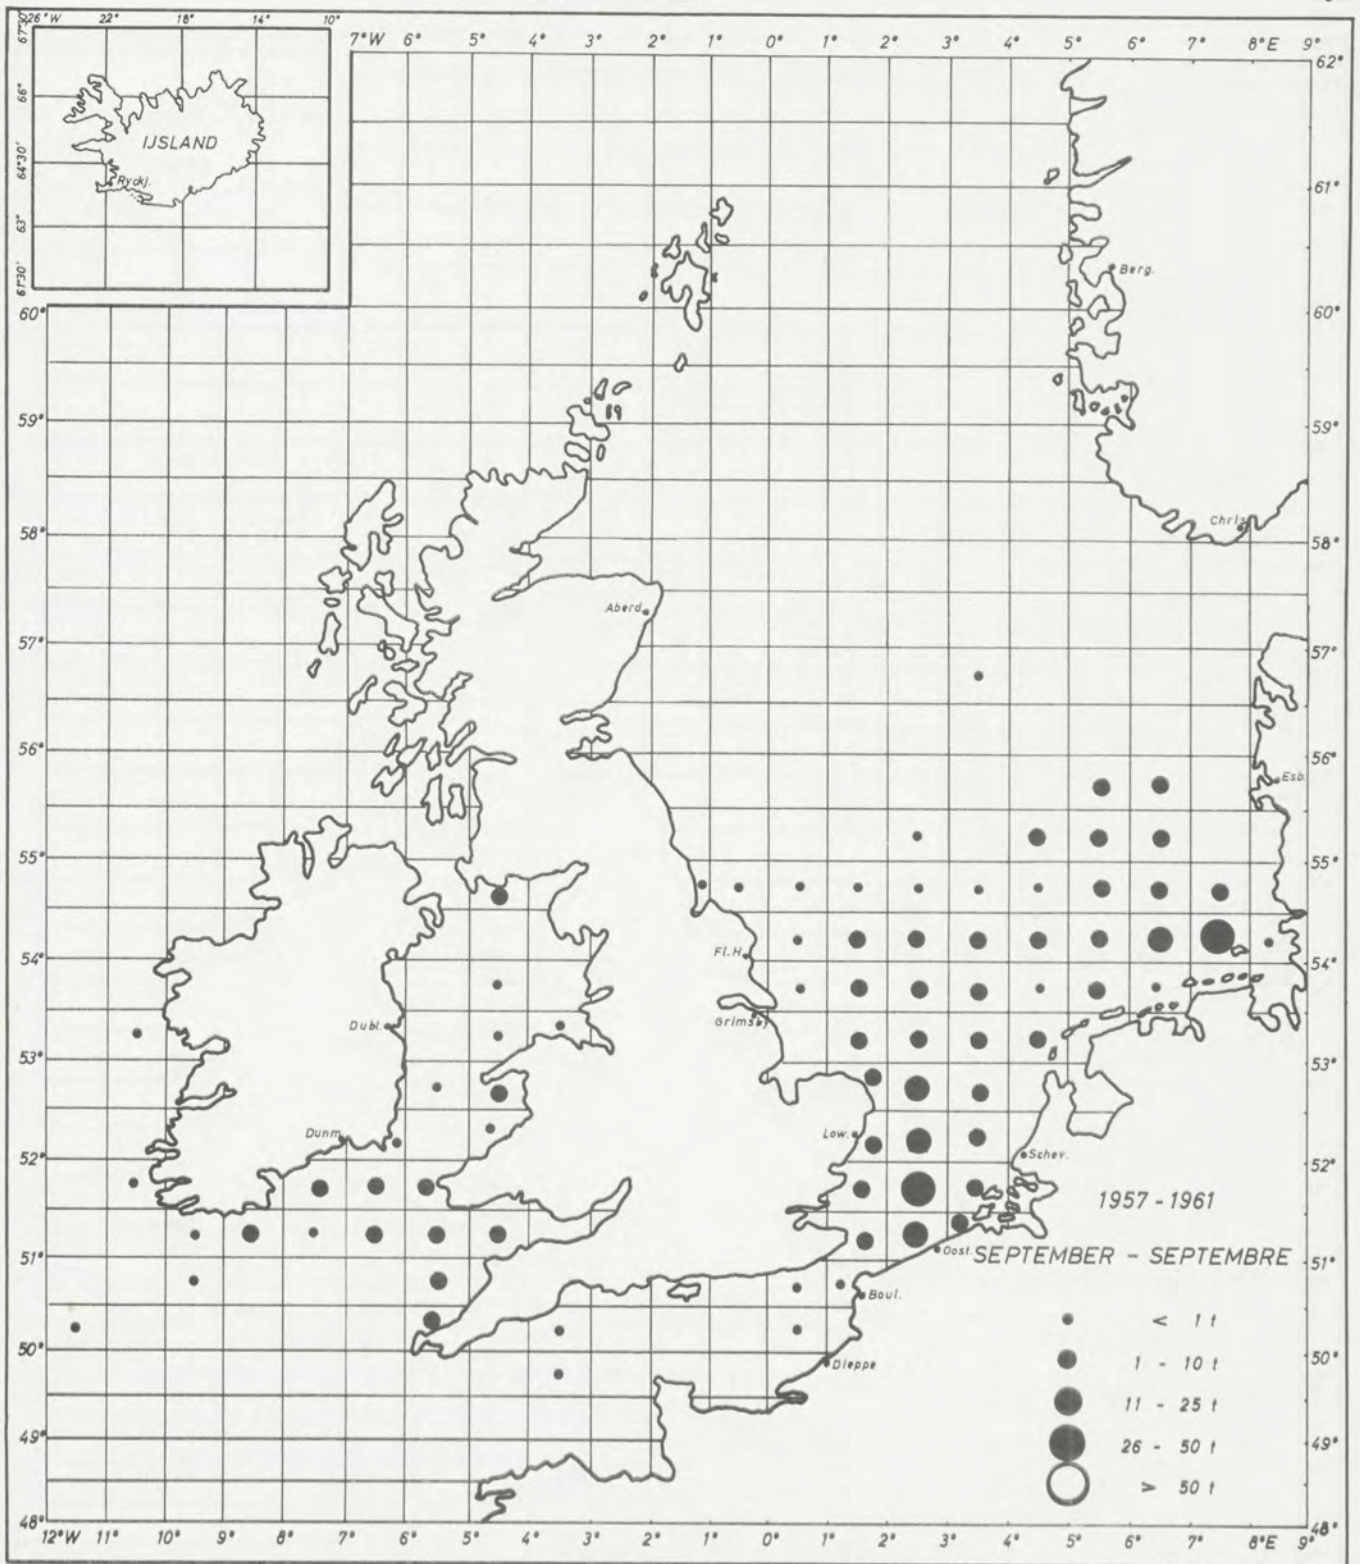 26°W 22° 18° 14° 10°
67°30'
66°
64°30'
63°
61°30'
IJSLAND
Ryckj.
7°W 6° 5° 4° 3° 2° 1° 0° 1° 2° 3° 4° 5° 6° 7° 8°E 9°
62°
61°
Berg.
60° 60°
59° 59°
Chris
58° 58°
Aberd.
57° 57°
56° 56°
Esb.
55° 55°
Fl.H.
54° 54°
Grimsby
Dubl.
53° 53°
Low.
Dunm.
Schev.
52° 52°
1957 - 1961
Oost.
SEPTEMBER - SEPTEMBRE
51° 51°
Boul.
< 1 t
50° 50°
Dieppe
1 - 10 t
11 - 25 t
49° 49°
26 - 50 t
> 50 t
48° 48°
12°W 11° 10° 9° 8° 7° 6° 5° 4° 3° 2° 1° 0° 1° 2° 3° 4° 5° 6° 7° 8°E 9°